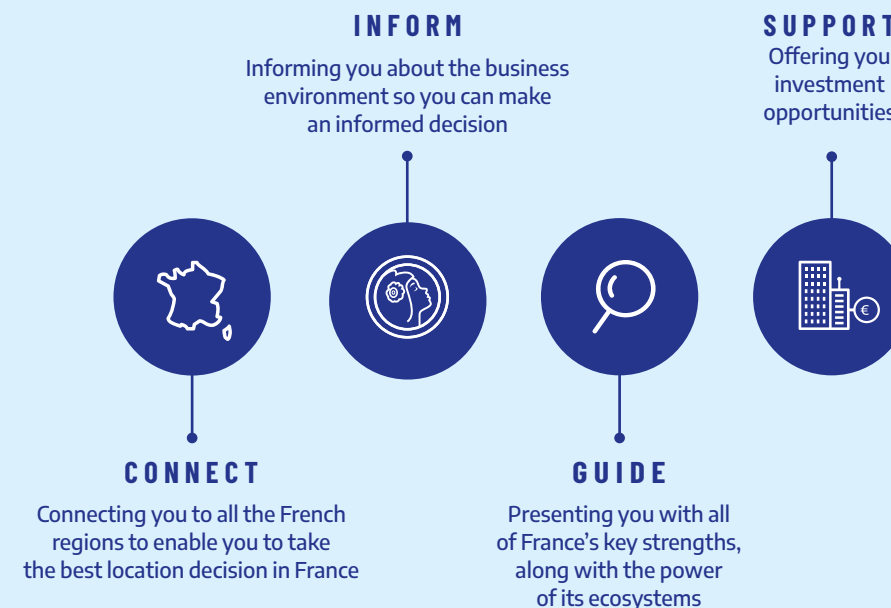 INFORM
Informing you about the business
environment so you can make
an informed decision
SUPPORT
Offering you
investment
opportunities
€
CONNECT
Connecting you to all the French
regions to enable you to take
the best location decision in France
GUIDE
Presenting you with all
of France's key strengths,
along with the power
of its ecosystems